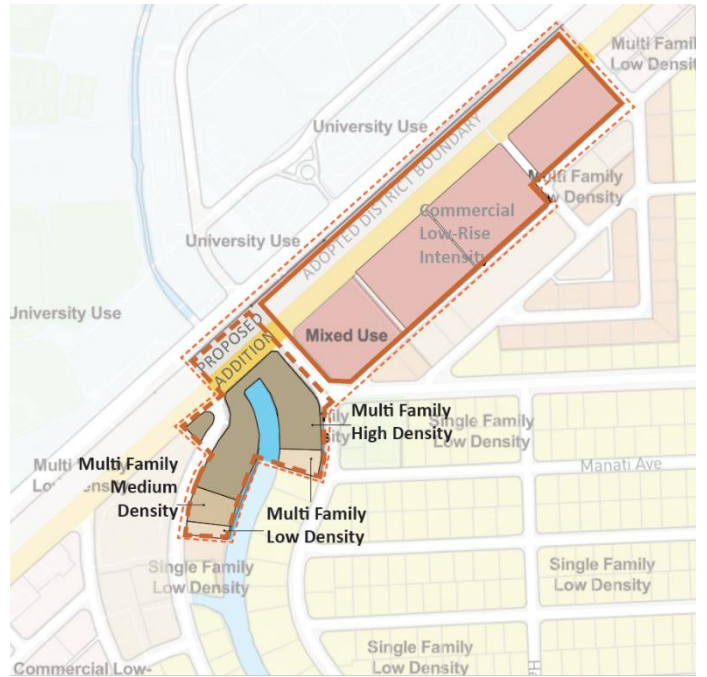 Multi Family
Low Densit
University Use
ADOPTED DISTRICT BOUNDARY
Multi Family
Low Density
Commercial
Low-Rise
Intensity
University Use
University Use
PROPOSED
ADDITION
Mixed Use
Multi Family
High Density
Single Family
Low Density
Manati Ave
Multi
Multi Family
Medium
Density
Multi Family
Low Density
Single Family
Low Density
Single Family
Low Density
Single Family
Low Density
Commercial Low-